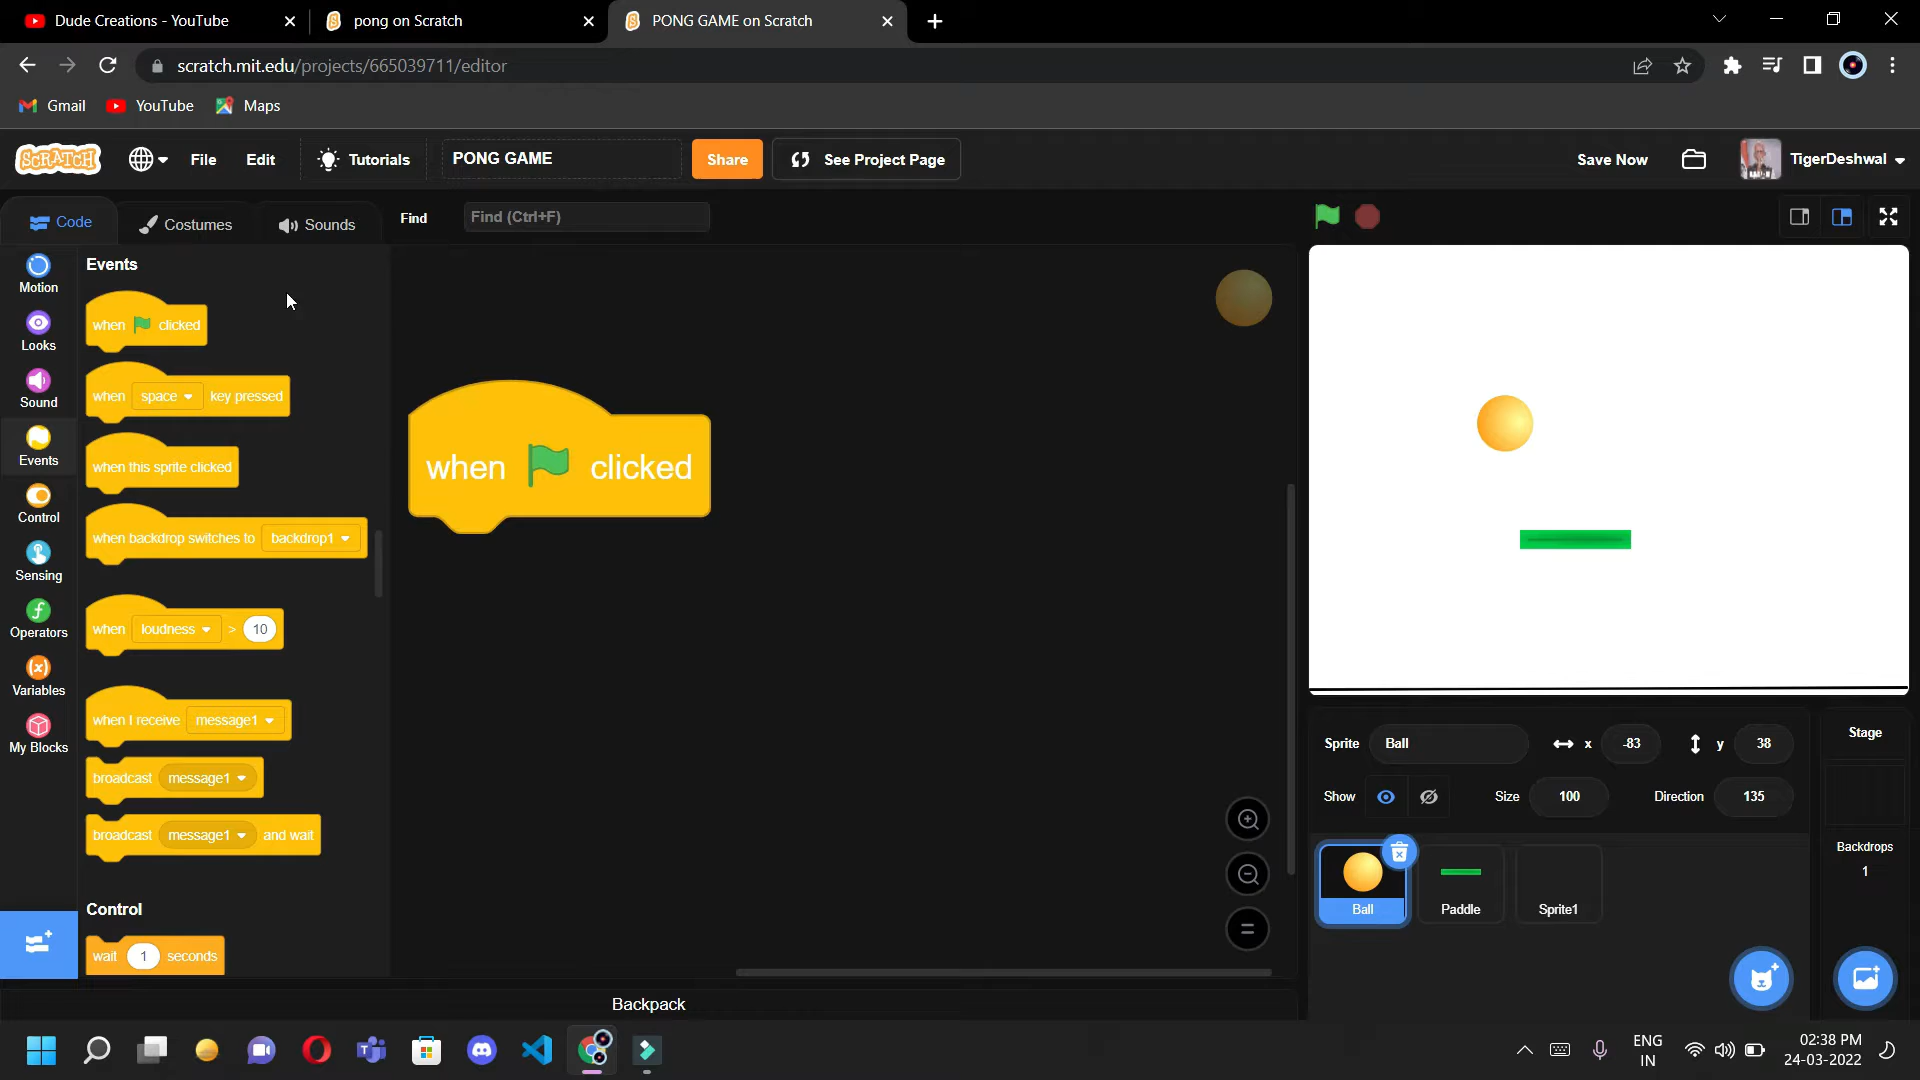 Dude Creations - YouTube
pong on Scratch
PONG GAME on Scratch
scratch.mit.edu/projects/665039711/editor
Gmail
YouTube
Maps
SCRATCH
File
Edit
Tutorials
PONG GAME
Share
See Project Page
Save Now
TigerDeshwal
Code
Costumes
Sounds
Find
Find (Ctrl+F)
Motion
Looks
Sound
Events
Control
Sensing
Operators
Variables
My Blocks
Events
when clicked
when space key pressed
when this sprite clicked
when backdrop switches to backdrop1
when loudness > 10
when I receive message1
broadcast message1
broadcast message1 and wait
Control
wait 1 seconds
when clicked
Backpack
Sprite Ball x -83 y 38
Show Size 100 Direction 135
Ball
Paddle
Sprite1
Stage
Backdrops
1
ENG
IN
02:38 PM
24-03-2022